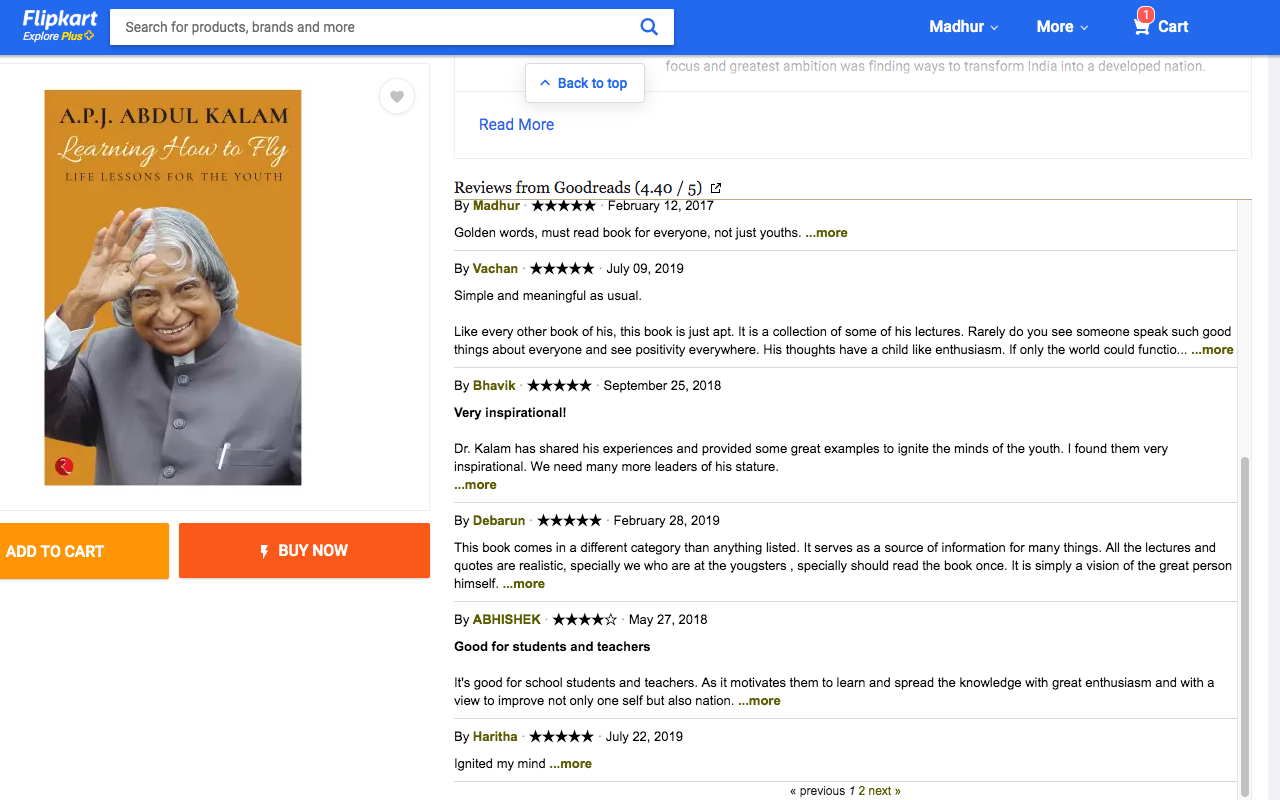 Flipkart
Explore Plus
Search for products, brands and more
Madhur
More
1
Cart
A.P.J. ABDUL KALAM
Learning How to Fly
LIFE LESSONS FOR THE YOUTH
ADD TO CART
BUY NOW
focus and greatest ambition was finding ways to transform India into a developed nation.
Back to top
Read More
Reviews from Goodreads (4.40 / 5)
By Madhur · ★★★★★ · February 12, 2017
Golden words, must read book for everyone, not just youths. ...more
By Vachan · ★★★★★ · July 09, 2019
Simple and meaningful as usual.
Like every other book of his, this book is just apt. It is a collection of some of his lectures. Rarely do you see someone speak such good
things about everyone and see positivity everywhere. His thoughts have a child like enthusiasm. If only the world could functio... ...more
By Bhavik · ★★★★★ · September 25, 2018
Very inspirational!
Dr. Kalam has shared his experiences and provided some great examples to ignite the minds of the youth. I found them very
inspirational. We need many more leaders of his stature.
...more
By Debarun · ★★★★★ · February 28, 2019
This book comes in a different category than anything listed. It serves as a source of information for many things. All the lectures and
quotes are realistic, specially we who are at the yougsters , specially should read the book once. It is simply a vision of the great person
himself. ...more
By ABHISHEK · ★★★★☆ · May 27, 2018
Good for students and teachers
It's good for school students and teachers. As it motivates them to learn and spread the knowledge with great enthusiasm and with a
view to improve not only one self but also nation. ...more
By Haritha · ★★★★★ · July 22, 2019
Ignited my mind ...more
« previous 1 2 next »